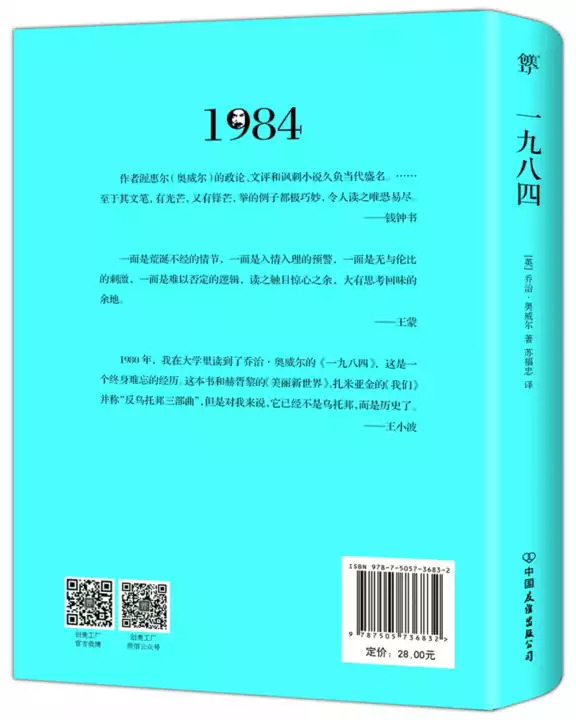 1984
作者派惠尔（奥威尔）的政论、文评和讽刺小说久负当代盛名。……
至于其文笔，有光芒，又有锋芒，举的例子都极巧妙，令人读之唯恐易尽。
——钱钟书
一面是荒诞不经的情节，一面是入情入理的预警，一面是无与伦比
的刺激，一面是难以否定的逻辑，读之触目惊心之余，大有思考回味的
余地。
——王蒙
1980 年，我在大学里读到了乔治·奥威尔的《一九八四》，这是一
个终身难忘的经历。这本书和赫胥黎的《美丽新世界》，扎米亚金的《我们》
并称“反乌托邦三部曲”，但是对我来说，它已经不是乌托邦，而是历史了。
——王小波
创美工厂
官方微博
创美工厂
微信公众号
ISBN 978-7-5057-3683-2
9 787505 736832 >
定价：28.00元
创美工厂
一九八四
［英］乔治·奥威尔 著 苏福忠 译
中国友谊出版公司